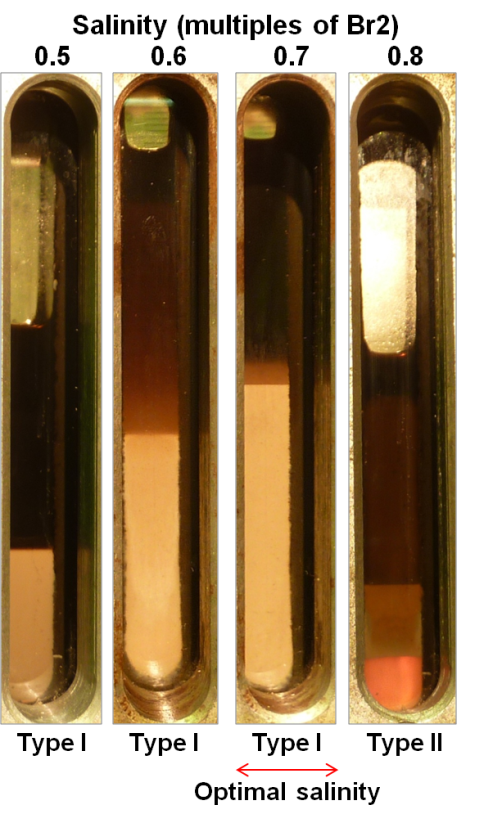 Salinity (multiples of Br2)
0.5 0.6 0.7 0.8
Type I Type I Type I Type II
Optimal salinity